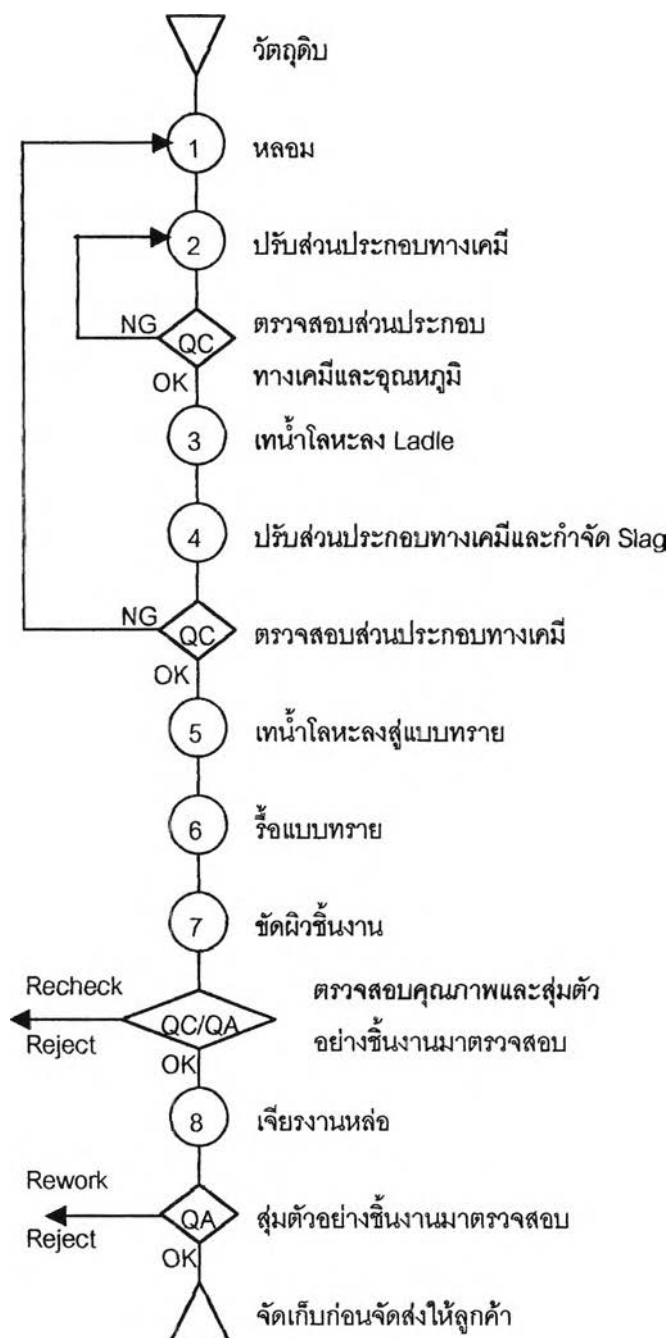 วัตถุดิบ
1 หลอม
2 ปรับส่วนประกอบทางเคมี
NG QC ตรวจสอบส่วนประกอบ
OK ทางเคมีและอุณหภูมิ
3 เทน้ำโลหะลง Ladle
4 ปรับส่วนประกอบทางเคมีและกำจัด Slag
NG QC ตรวจสอบส่วนประกอบทางเคมี
OK
5 เทน้ำโลหะลงสู่แบบทราย
6 รื้อแบบทราย
7 ขัดผิวชิ้นงาน
Recheck ตรวจสอบคุณภาพและสุ่มตัว
QC/QA
Reject อย่างชิ้นงานมาตรวจสอบ
OK
8 เจียรงานหล่อ
Rework
QA สุ่มตัวอย่างชิ้นงานมาตรวจสอบ
Reject
OK
จัดเก็บก่อนจัดส่งให้ลูกค้า